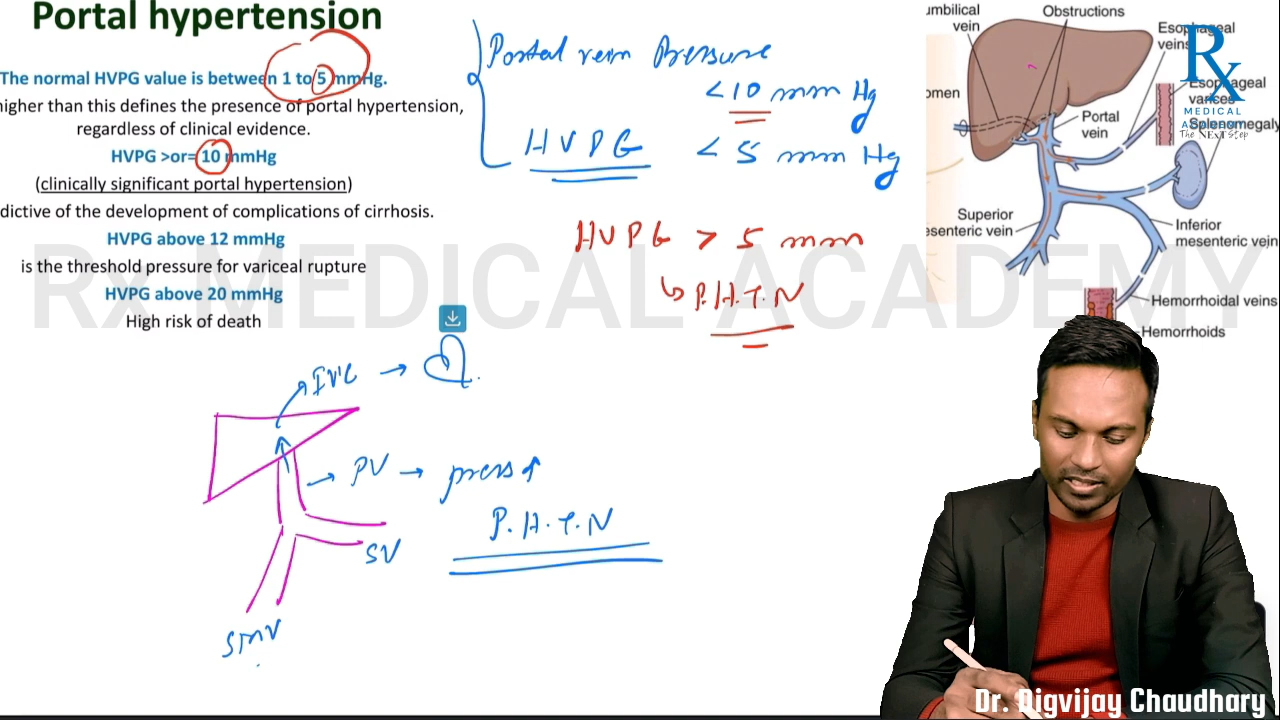 Portal hypertension
The normal HVPG value is between 1 to 5 mmHg.
higher than this defines the presence of portal hypertension,
regardless of clinical evidence.
HVPG >or= 10 mmHg
(clinically significant portal hypertension)
dictive of the development of complications of cirrhosis.
HVPG above 12 mmHg
is the threshold pressure for variceal rupture
HVPG above 20 mmHg
High risk of death
Portal vein Pressure
< 10 mm Hg
HVPG < 5 mm Hg
HVPG > 5 mm
P.H.T.N
IVC
PV → press ↑
P.H.T.N
SV
SMV
umbilical
vein
Obstructions
Esophageal
veins
Esophageal
varices
Splenomegaly
omen
Portal
vein
Superior
esenteric vein
Inferior
mesenteric vein
Hemorrhoidal veins
Hemorrhoids
Rx
MEDICAL
ACADEMY
The NEXT Step
Rx MEDICAL ACADEMY
Dr. Digvijay Chaudhary